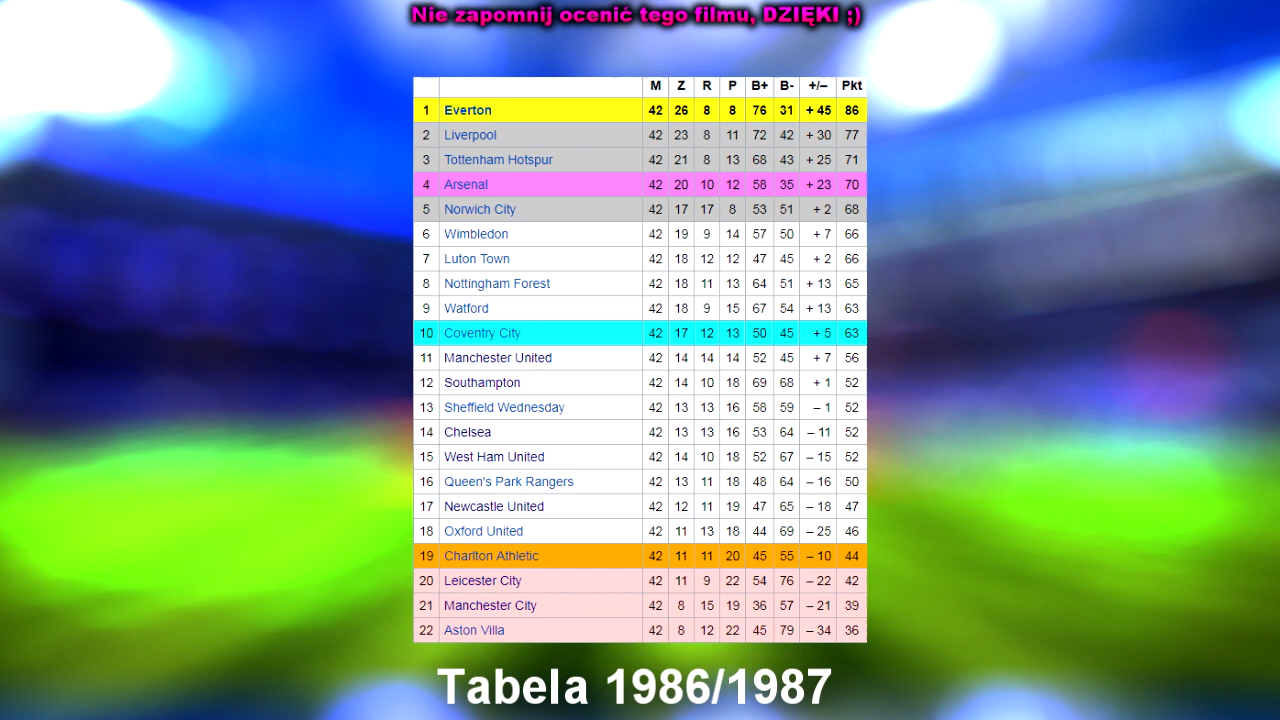 Nie zapomnij ocenić tego filmu, DZIĘKI ;)
M Z R P B+ B- +/– Pkt
1 Everton 42 26 8 8 76 31 + 45 86
2 Liverpool 42 23 8 11 72 42 + 30 77
3 Tottenham Hotspur 42 21 8 13 68 43 + 25 71
4 Arsenal 42 20 10 12 58 35 + 23 70
5 Norwich City 42 17 17 8 53 51 + 2 68
6 Wimbledon 42 19 9 14 57 50 + 7 66
7 Luton Town 42 18 12 12 47 45 + 2 66
8 Nottingham Forest 42 18 11 13 64 51 + 13 65
9 Watford 42 18 9 15 67 54 + 13 63
10 Coventry City 42 17 12 13 50 45 + 5 63
11 Manchester United 42 14 14 14 52 45 + 7 56
12 Southampton 42 14 10 18 69 68 + 1 52
13 Sheffield Wednesday 42 13 13 16 58 59 – 1 52
14 Chelsea 42 13 13 16 53 64 – 11 52
15 West Ham United 42 14 10 18 52 67 – 15 52
16 Queen's Park Rangers 42 13 11 18 48 64 – 16 50
17 Newcastle United 42 12 11 19 47 65 – 18 47
18 Oxford United 42 11 13 18 44 69 – 25 46
19 Charlton Athletic 42 11 11 20 45 55 – 10 44
20 Leicester City 42 11 9 22 54 76 – 22 42
21 Manchester City 42 8 15 19 36 57 – 21 39
22 Aston Villa 42 8 12 22 45 79 – 34 36
Tabela 1986/1987